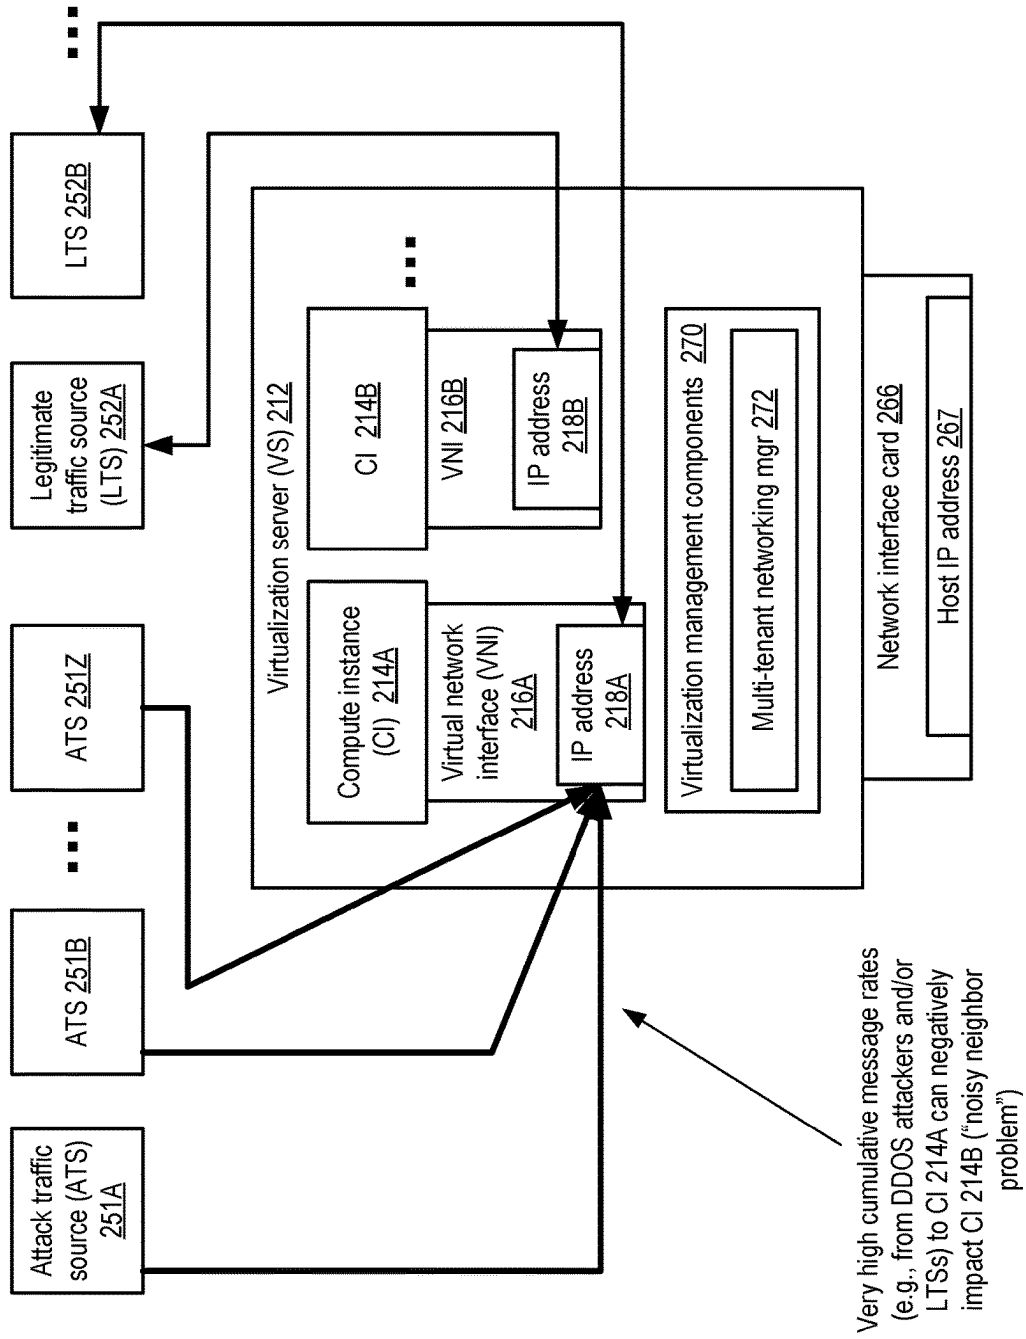 Attack traffic
source (ATS)
251A
ATS 251B
ATS 251Z
Legitimate
traffic source
(LTS) 252A
LTS 252B
Virtualization server (VS) 212
Compute instance
(CI) 214A
Virtual network
interface (VNI)
216A
IP address
218A
CI 214B
VNI 216B
IP address
218B
Virtualization management components 270
Multi-tenant networking mgr 272
Network interface card 266
Host IP address 267
Very high cumulative message rates
(e.g., from DDOS attackers and/or
LTSs) to CI 214A can negatively
impact CI 214B (“noisy neighbor
problem”)